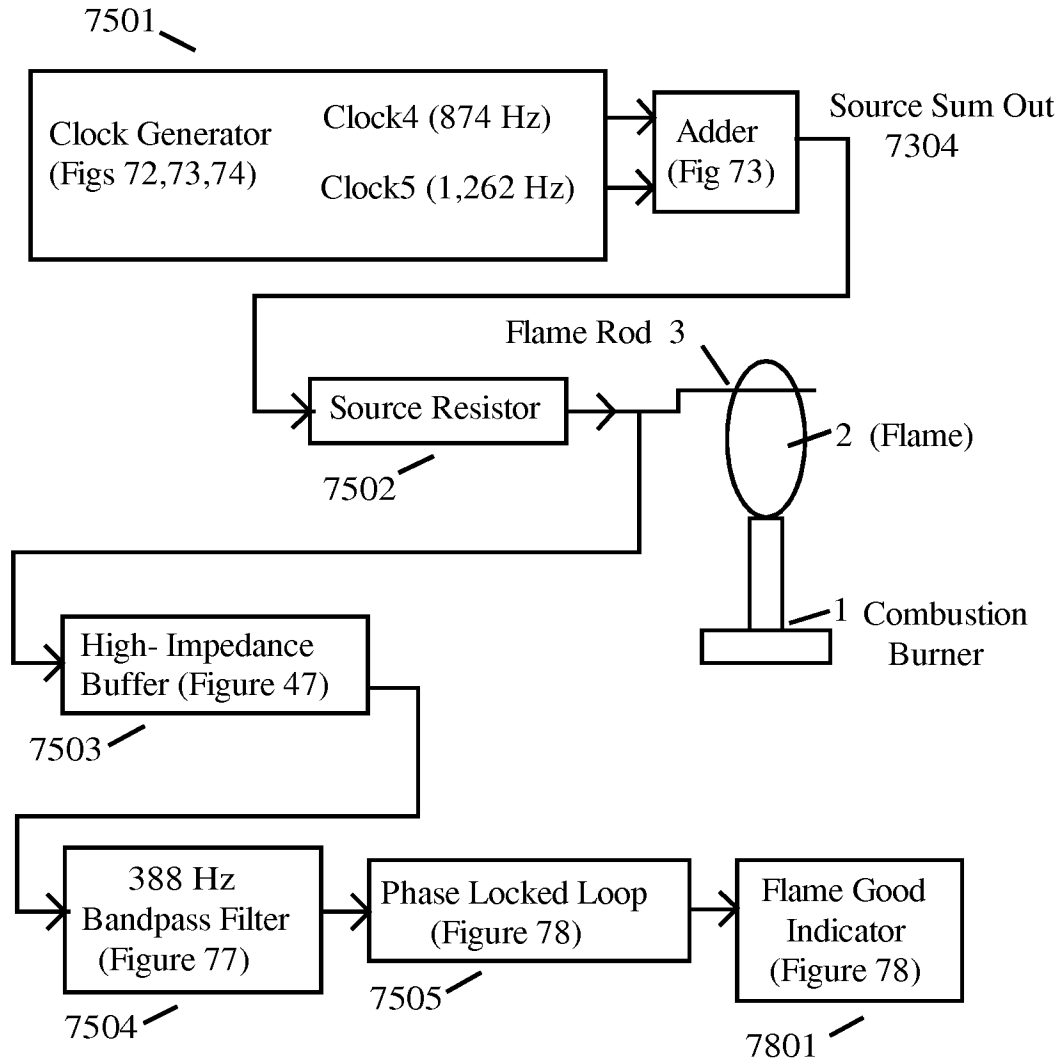 7501
Clock Generator
(Figs 72,73,74)
Clock4 (874 Hz)
Clock5 (1,262 Hz)
Adder
(Fig 73)
Source Sum Out
7304
Flame Rod 3
Source Resistor
7502
2 (Flame)
1 Combustion
Burner
High- Impedance
Buffer (Figure 47)
7503
388 Hz
Bandpass Filter
(Figure 77)
7504
Phase Locked Loop
(Figure 78)
7505
Flame Good
Indicator
(Figure 78)
7801